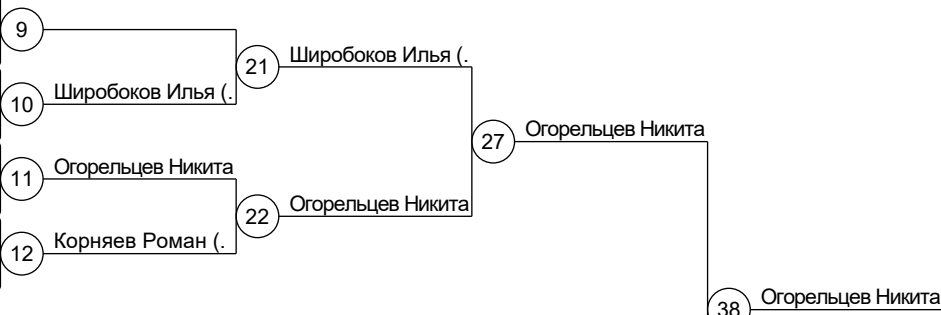 9
21
Широбоков Илья (.
10
Широбоков Илья (.
27
Огорельцев Никита
11
Огорельцев Никита
22
Огорельцев Никита
12
Корняев Роман (.
38
Огорельцев Никита